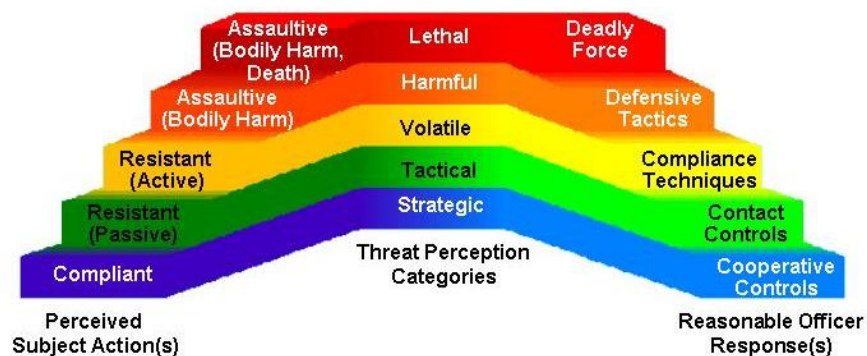 Assaultive
(Bodily Harm,
Death)
Lethal
Deadly
Force
Assaultive
(Bodily Harm)
Harmful
Defensive
Tactics
Resistant
(Active)
Volatile
Compliance
Techniques
Resistant
(Passive)
Tactical
Contact
Controls
Compliant
Strategic
Cooperative
Controls
Perceived
Subject Action(s)
Threat Perception
Categories
Reasonable Officer
Response(s)